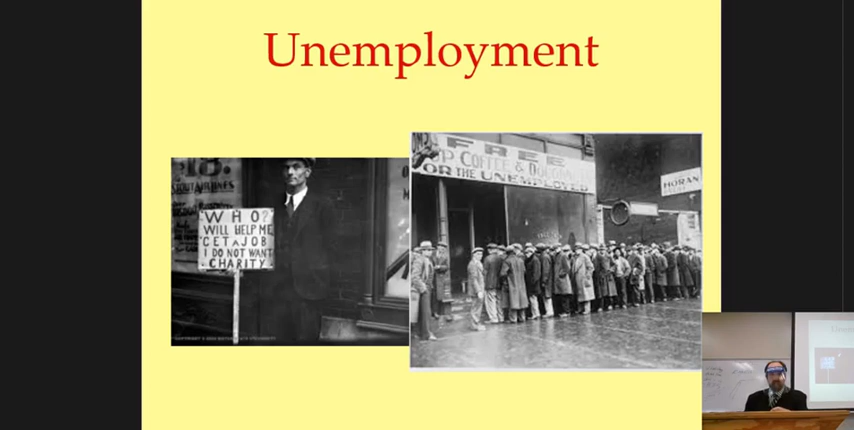 Unemployment
WHO?
WILL HELP ME
GET A JOB
I DO NOT WANT
CHARITY
FREE
COFFEE & DOUGHNUTS
FOR THE UNEMPLOYED
HORAN